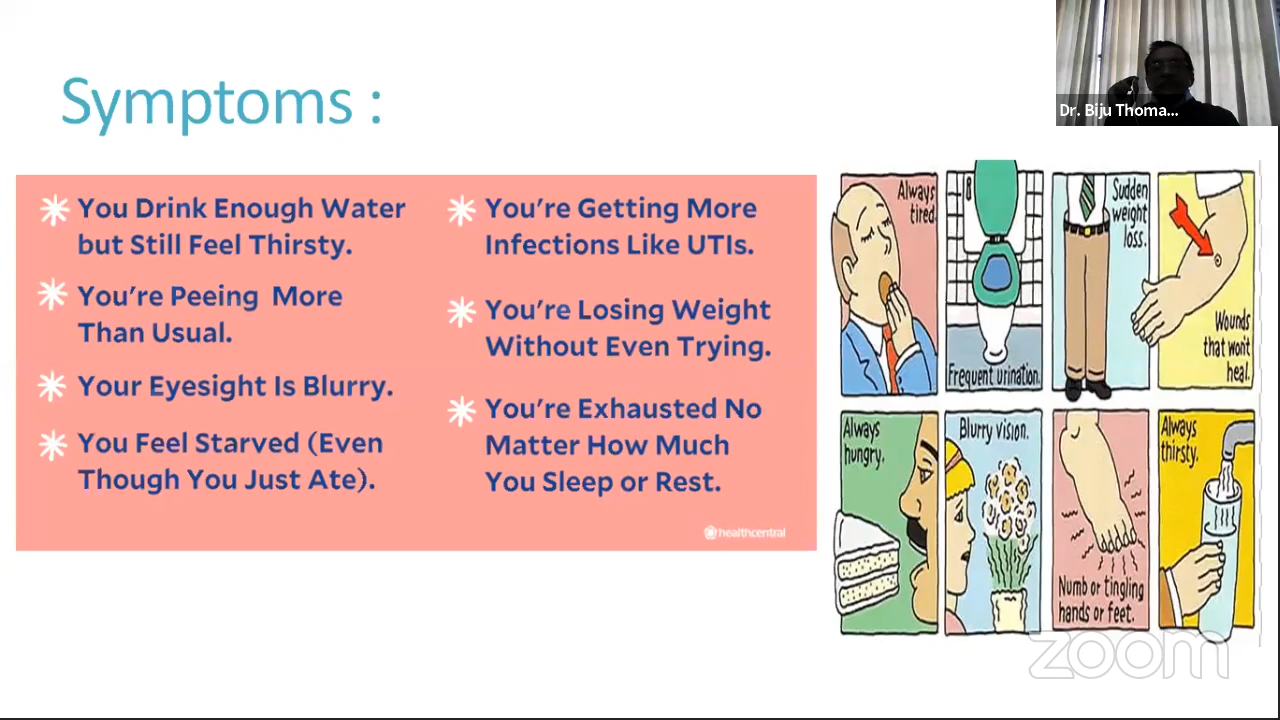 Symptoms :
You Drink Enough Water
but Still Feel Thirsty.
You're Peeing More
Than Usual.
Your Eyesight Is Blurry.
You Feel Starved (Even
Though You Just Ate).
You're Getting More
Infections Like UTIs.
You're Losing Weight
Without Even Trying.
You're Exhausted No
Matter How Much
You Sleep or Rest.
healthcentral
Dr. Biju Thoma...
Always
tired.
8
Frequent urination.
Sudden
weight
loss.
Wounds
that won't
heal.
Always
hungry.
Blurry vision.
Numb or tingling
hands or feet.
Always
thirsty.
zoom